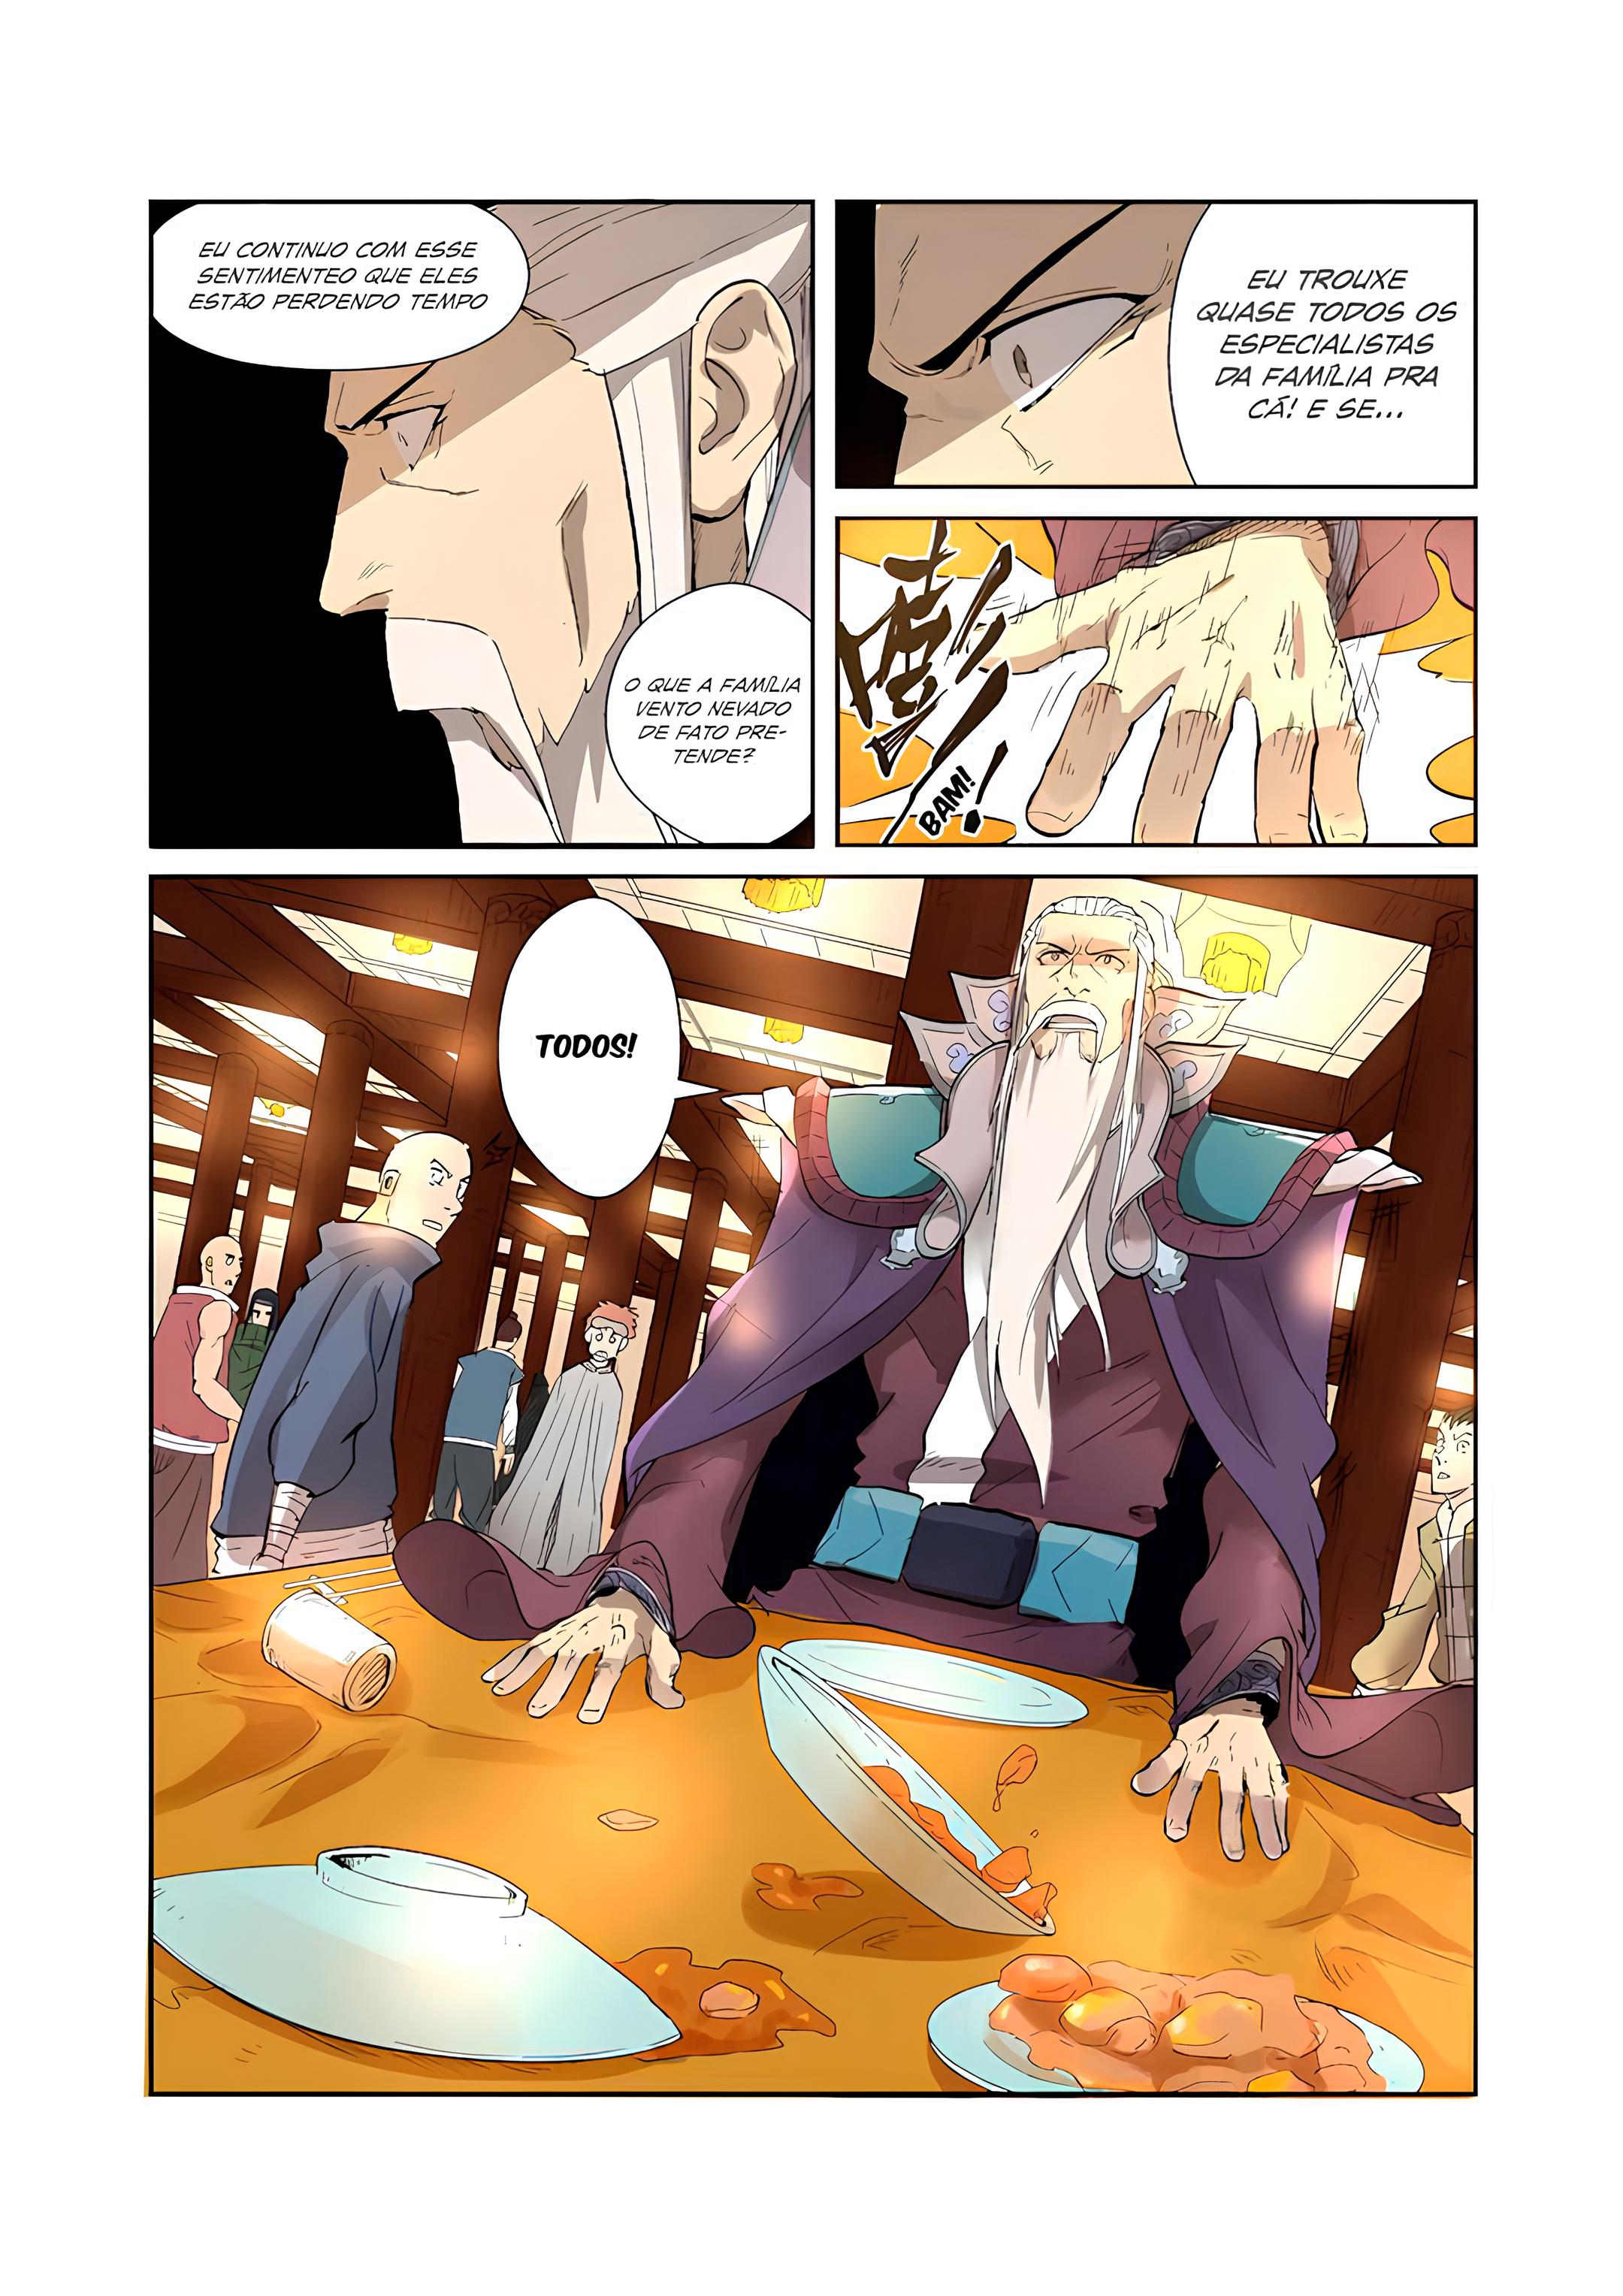 EU CONTINUO COM ESSE
SENTIMENTEO QUE ELES
ESTÃO PERDENDO TEMPO
O QUE A FAMÍLIA
VENTO NEVADO
DE FATO PRE-
TENDE?
EU TROUXE
QUASE TODOS OS
ESPECIALISTAS
DA FAMÍLIA PRA
CÁ! E SE...
嘭!
BAM!
TODOS!